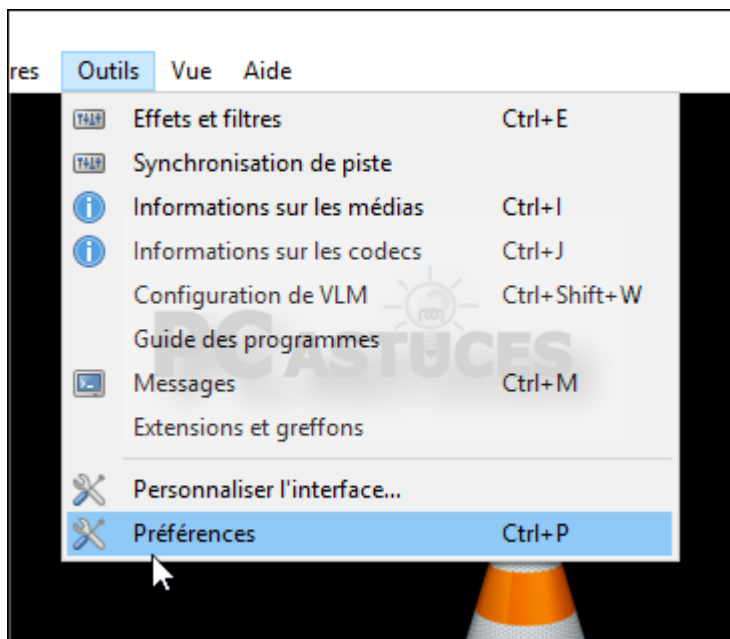 res Outils Vue Aide
Effets et filtres Ctrl+E
Synchronisation de piste
Informations sur les médias Ctrl+I
Informations sur les codecs Ctrl+J
Configuration de VLM Ctrl+Shift+W
Guide des programmes
PC ASTUCES
Messages Ctrl+M
Extensions et greffons
Personnaliser l'interface...
Préférences Ctrl+P